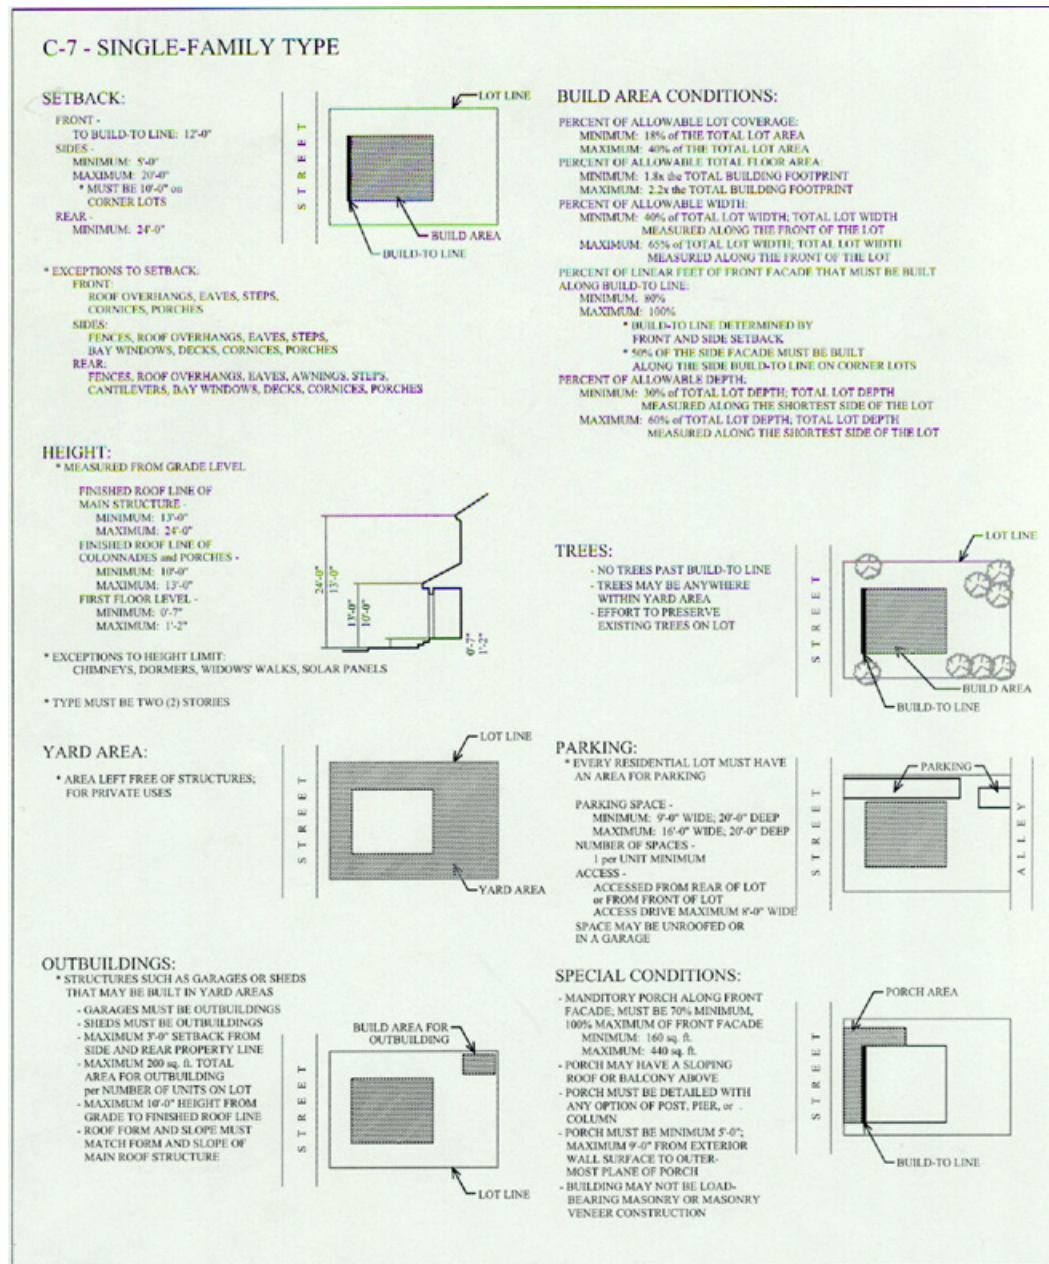 C-7 - SINGLE-FAMILY TYPE
SETBACK:
FRONT -
TO BUILD-TO LINE: 12'-0"
SIDES -
MINIMUM: 5'-0"
MAXIMUM: 20'-0"
* MUST BE 10'-0" on
CORNER LOTS
REAR -
MINIMUM: 24'-0"
STREET
LOT LINE
BUILD AREA
BUILD-TO LINE
* EXCEPTIONS TO SETBACK:
FRONT:
ROOF OVERHANGS, EAVES, STEPS,
CORNICES, PORCHES
SIDES:
FENCES, ROOF OVERHANGS, EAVES, STEPS,
BAY WINDOWS, DECKS, CORNICES, PORCHES
REAR:
FENCES, ROOF OVERHANGS, EAVES, AWNINGS, STEPS,
CANTILEVERS, BAY WINDOWS, DECKS, CORNICES, PORCHES
HEIGHT:
* MEASURED FROM GRADE LEVEL
FINISHED ROOF LINE OF
MAIN STRUCTURE -
MINIMUM: 13'-0"
MAXIMUM: 24'-0"
FINISHED ROOF LINE OF
COLONNADES and PORCHES -
MINIMUM: 10'-0"
MAXIMUM: 13'-0"
FIRST FLOOR LEVEL -
MINIMUM: 0'-7"
MAXIMUM: 1'-2"
24'-0"
13'-0"
13'-0"
10'-0"
0'-7"
1'-2"
* EXCEPTIONS TO HEIGHT LIMIT:
CHIMNEYS, DORMERS, WIDOWS' WALKS, SOLAR PANELS
* TYPE MUST BE TWO (2) STORIES
YARD AREA:
* AREA LEFT FREE OF STRUCTURES;
FOR PRIVATE USES
STREET
LOT LINE
YARD AREA
OUTBUILDINGS:
* STRUCTURES SUCH AS GARAGES OR SHEDS
THAT MAY BE BUILT IN YARD AREAS
- GARAGES MUST BE OUTBUILDINGS
- SHEDS MUST BE OUTBUILDINGS
- MAXIMUM 3'-0" SETBACK FROM
SIDE AND REAR PROPERTY LINE
- MAXIMUM 200 sq. ft. TOTAL
AREA FOR OUTBUILDING
per NUMBER OF UNITS ON LOT
- MAXIMUM 10'-0" HEIGHT FROM
GRADE TO FINISHED ROOF LINE
- ROOF FORM AND SLOPE MUST
MATCH FORM AND SLOPE OF
MAIN ROOF STRUCTURE
STREET
BUILD AREA FOR
OUTBUILDING
LOT LINE
BUILD AREA CONDITIONS:
PERCENT OF ALLOWABLE LOT COVERAGE:
MINIMUM: 18% of THE TOTAL LOT AREA
MAXIMUM: 40% of THE TOTAL LOT AREA
PERCENT OF ALLOWABLE TOTAL FLOOR AREA:
MINIMUM: 1.8x the TOTAL BUILDING FOOTPRINT
MAXIMUM: 2.2x the TOTAL BUILDING FOOTPRINT
PERCENT OF ALLOWABLE WIDTH:
MINIMUM: 40% of TOTAL LOT WIDTH; TOTAL LOT WIDTH
MEASURED ALONG THE FRONT OF THE LOT
MAXIMUM: 65% of TOTAL LOT WIDTH; TOTAL LOT WIDTH
MEASURED ALONG THE FRONT OF THE LOT
PERCENT OF LINEAR FEET OF FRONT FACADE THAT MUST BE BUILT
ALONG BUILD-TO LINE:
MINIMUM: 80%
MAXIMUM: 100%
* BUILD-TO LINE DETERMINED BY
FRONT AND SIDE SETBACK
* 50% OF THE SIDE FACADE MUST BE BUILT
ALONG THE SIDE BUILD-TO LINE ON CORNER LOTS
PERCENT OF ALLOWABLE DEPTH:
MINIMUM: 30% of TOTAL LOT DEPTH; TOTAL LOT DEPTH
MEASURED ALONG THE SHORTEST SIDE OF THE LOT
MAXIMUM: 60% of TOTAL LOT DEPTH; TOTAL LOT DEPTH
MEASURED ALONG THE SHORTEST SIDE OF THE LOT
TREES:
- NO TREES PAST BUILD-TO LINE
- TREES MAY BE ANYWHERE
WITHIN YARD AREA
- EFFORT TO PRESERVE
EXISTING TREES ON LOT
STREET
LOT LINE
BUILD AREA
BUILD-TO LINE
PARKING:
* EVERY RESIDENTIAL LOT MUST HAVE
AN AREA FOR PARKING
PARKING SPACE -
MINIMUM: 9'-0" WIDE; 20'-0" DEEP
MAXIMUM: 16'-0" WIDE; 20'-0" DEEP
NUMBER OF SPACES -
1 per UNIT MINIMUM
ACCESS -
ACCESSED FROM REAR OF LOT
or FROM FRONT OF LOT
ACCESS DRIVE MAXIMUM 8'-0" WIDE
SPACE MAY BE UNROOFED OR
IN A GARAGE
STREET
PARKING
ALLEY
SPECIAL CONDITIONS:
- MANDITORY PORCH ALONG FRONT
FACADE; MUST BE 70% MINIMUM,
100% MAXIMUM OF FRONT FACADE
MINIMUM: 160 sq. ft.
MAXIMUM: 440 sq. ft.
- PORCH MAY HAVE A SLOPING
ROOF OR BALCONY ABOVE
- PORCH MUST BE DETAILED WITH
ANY OPTION OF POST, PIER, or
COLUMN
- PORCH MUST BE MINIMUM 5'-0";
MAXIMUM 9'-0" FROM EXTERIOR
WALL SURFACE TO OUTER-
MOST PLANE OF PORCH
- BUILDING MAY NOT BE LOAD-
BEARING MASONRY OR MASONRY
VENEER CONSTRUCTION
STREET
PORCH AREA
BUILD-TO LINE